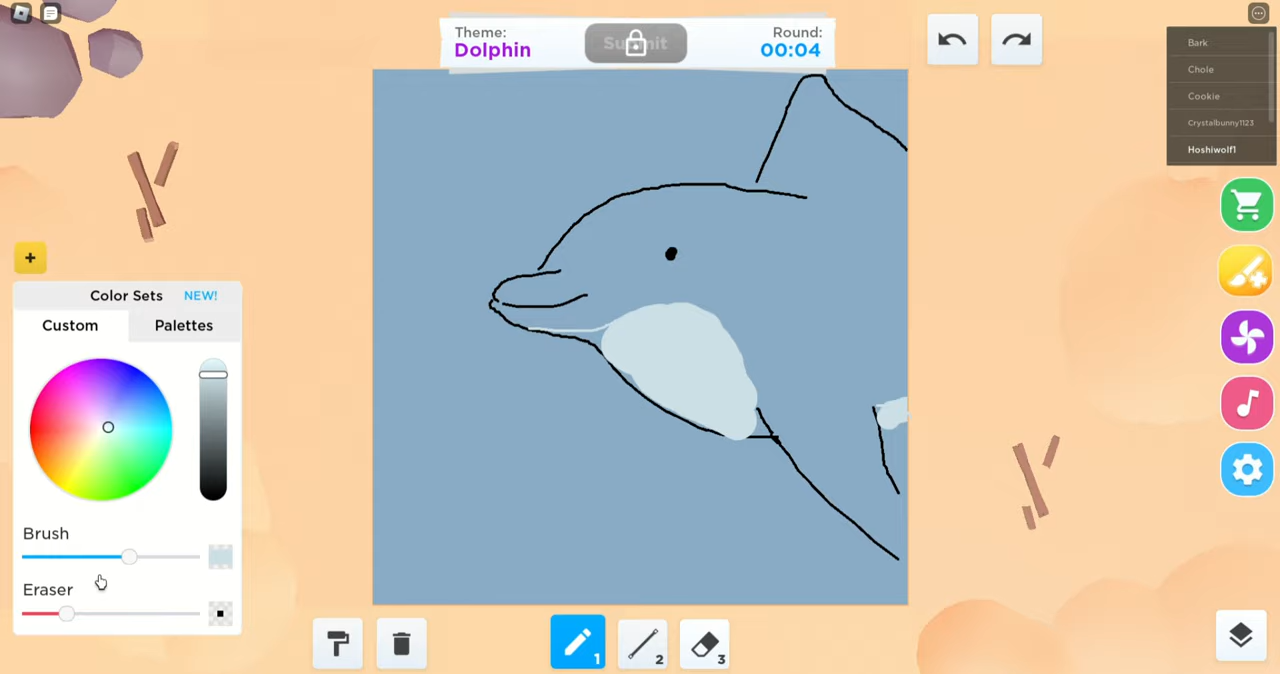 Theme:
Dolphin
Submit
Round:
00:04
Bark
Chole
Cookie
Crystalbunny1123
Hoshiwolf1
+
Color Sets NEW!
Custom Palettes
Brush
Eraser
1
2
3